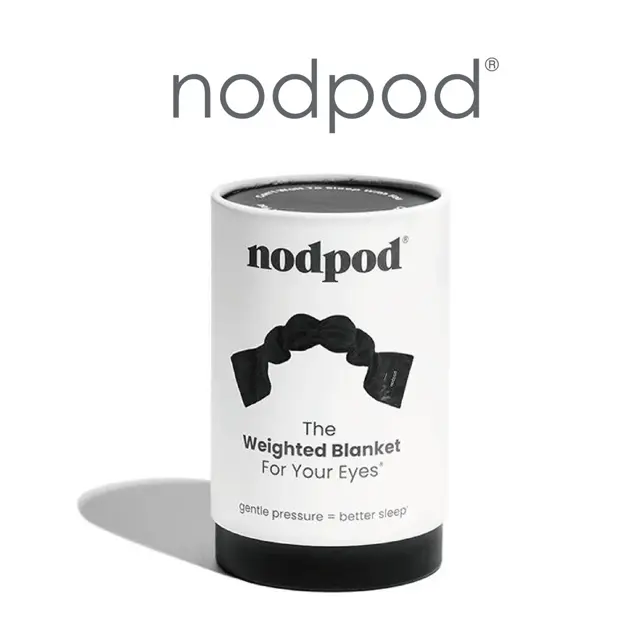 nodpod®
nodpod®
The
Weighted Blanket
For Your Eyes®
gentle pressure = better sleep